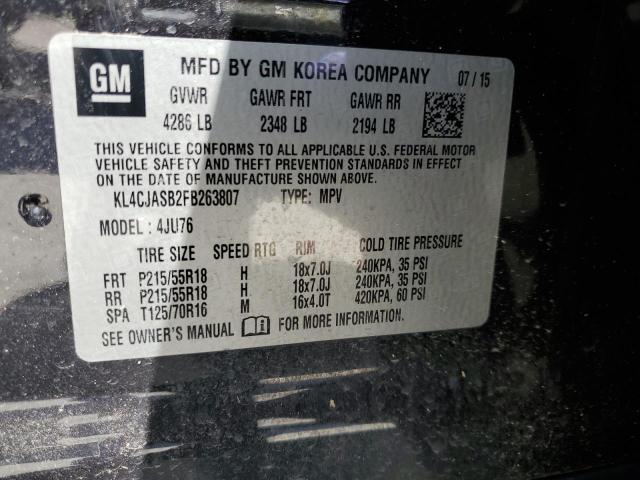 GM
MFD BY GM KOREA COMPANY 07 / 15
GVWR GAWR FRT GAWR RR
4286 LB 2348 LB 2194 LB
THIS VEHICLE CONFORMS TO ALL APPLICABLE U.S. FEDERAL MOTOR
VEHICLE SAFETY AND THEFT PREVENTION STANDARDS IN EFFECT
ON THE DATE OF MANUFACTURE SHOWN ABOVE.
KL4CJASB2FB263807 TYPE: MPV
MODEL : 4JU76
TIRE SIZE SPEED RTG RIM COLD TIRE PRESSURE
FRT P215/55R18 H 18x7.0J 240KPA, 35 PSI
RR P215/55R18 H 18x7.0J 240KPA, 35 PSI
SPA T125/70R16 M 16x4.0T 420KPA, 60 PSI
SEE OWNER'S MANUAL FOR MORE INFORMATION.